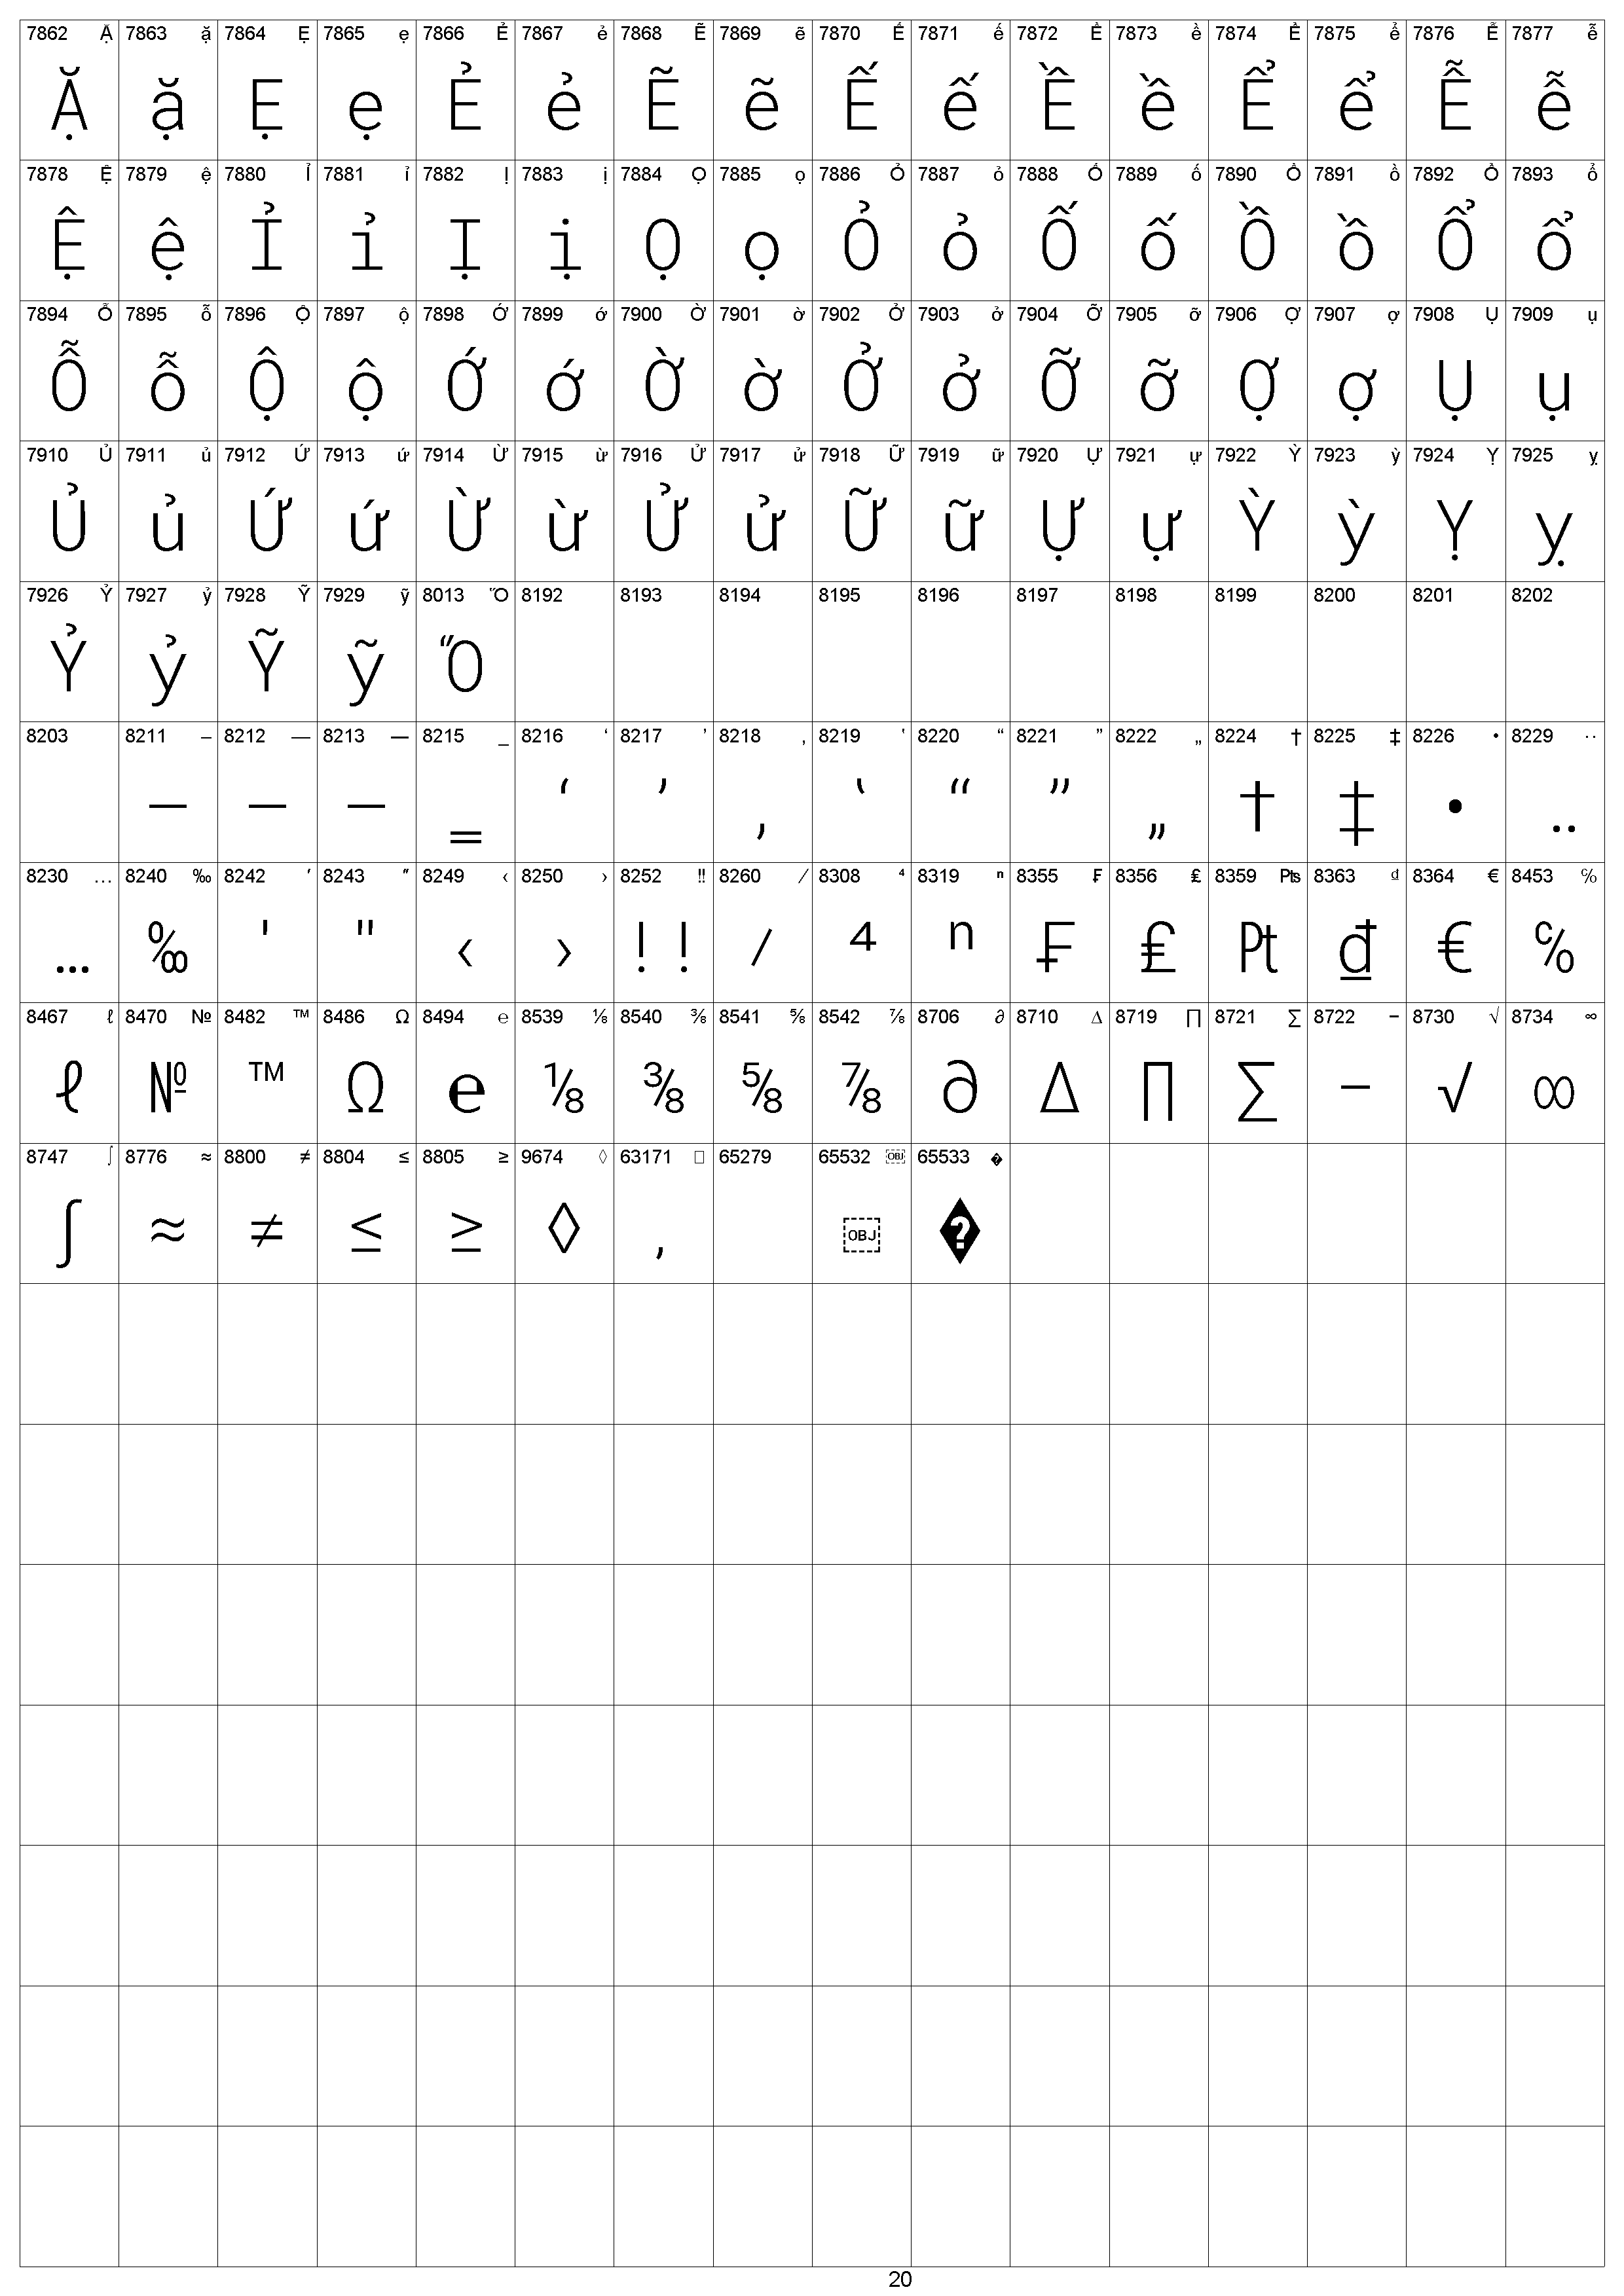 7862 Ặ 7863 ặ 7864 Ẹ 7865 ẹ 7866 Ẻ 7867 ẻ 7868 Ẽ 7869 ẽ 7870 Ế 7871 ế 7872 Ề 7873 ề 7874 Ể 7875 ể 7876 Ễ 7877 ễ
Ặ ặ Ẹ ẹ Ẻ ẻ Ẽ ẽ Ế ế Ề ề Ể ể Ễ ễ
7878 Ệ 7879 ệ 7880 Ỉ 7881 ỉ 7882 Ị 7883 ị 7884 Ọ 7885 ọ 7886 Ỏ 7887 ỏ 7888 Ố 7889 ố 7890 Ồ 7891 ồ 7892 Ổ 7893 ổ
Ệ ệ Ỉ ỉ Ị ị Ọ ọ Ỏ ỏ Ố ố Ồ ồ Ổ ổ
7894 Ỗ 7895 ỗ 7896 Ộ 7897 ộ 7898 Ớ 7899 ớ 7900 Ờ 7901 ờ 7902 Ở 7903 ở 7904 Ỡ 7905 ỡ 7906 Ợ 7907 ợ 7908 Ụ 7909 ụ
Ỗ ỗ Ộ ộ Ớ ớ Ờ ờ Ở ở Ỡ ỡ Ợ ợ Ụ ụ
7910 Ủ 7911 ủ 7912 Ứ 7913 ứ 7914 Ừ 7915 ừ 7916 Ử 7917 ử 7918 Ữ 7919 ữ 7920 Ự 7921 ự 7922 Ỳ 7923 ỳ 7924 Ỵ 7925 ỵ
Ủ ủ Ứ ứ Ừ ừ Ử ử Ữ ữ Ự ự Ỳ ỳ Ỵ ỵ
7926 Ỷ 7927 ỷ 7928 Ỹ 7929 ỹ 8013 Ὅ 8192 8193 8194 8195 8196 8197 8198 8199 8200 8201 8202
Ỷ ỷ Ỹ ỹ Ὅ
8203 8211 – 8212 — 8213 ― 8215 ‗ 8216 ‘ 8217 ’ 8218 ‚ 8219 ‛ 8220 “ 8221 ” 8222 „ 8224 † 8225 ‡ 8226 • 8229 ‥
– — ― ‗ ‘ ’ ‚ ‛ “ ” „ † ‡ • ‥
8230 … 8240 ‰ 8242 ′ 8243 ″ 8249 ‹ 8250 › 8252 ‼ 8260 ⁄ 8308 ⁴ 8319 ⁿ 8355 ₣ 8356 ₤ 8359 ₧ 8363 ₫ 8364 € 8453 ℅
… ‰ ′ ″ ‹ › ‼ ⁄ ⁴ ⁿ ₣ ₤ ₧ ₫ € ℅
8467 ℓ 8470 № 8482 ™ 8486 Ω 8494 ℮ 8539 ⅛ 8540 ⅜ 8541 ⅝ 8542 ⅞ 8706 ∂ 8710 ∆ 8719 ∏ 8721 ∑ 8722 − 8730 √ 8734 ∞
ℓ № ™ Ω ℮ ⅛ ⅜ ⅝ ⅞ ∂ ∆ ∏ ∑ − √ ∞
8747 ∫ 8776 ≈ 8800 ≠ 8804 ≤ 8805 ≥ 9674 ◊ 63171 □ 65279 65532 ￼ 65533 �
∫ ≈ ≠ ≤ ≥ ◊ , OBJ �
20